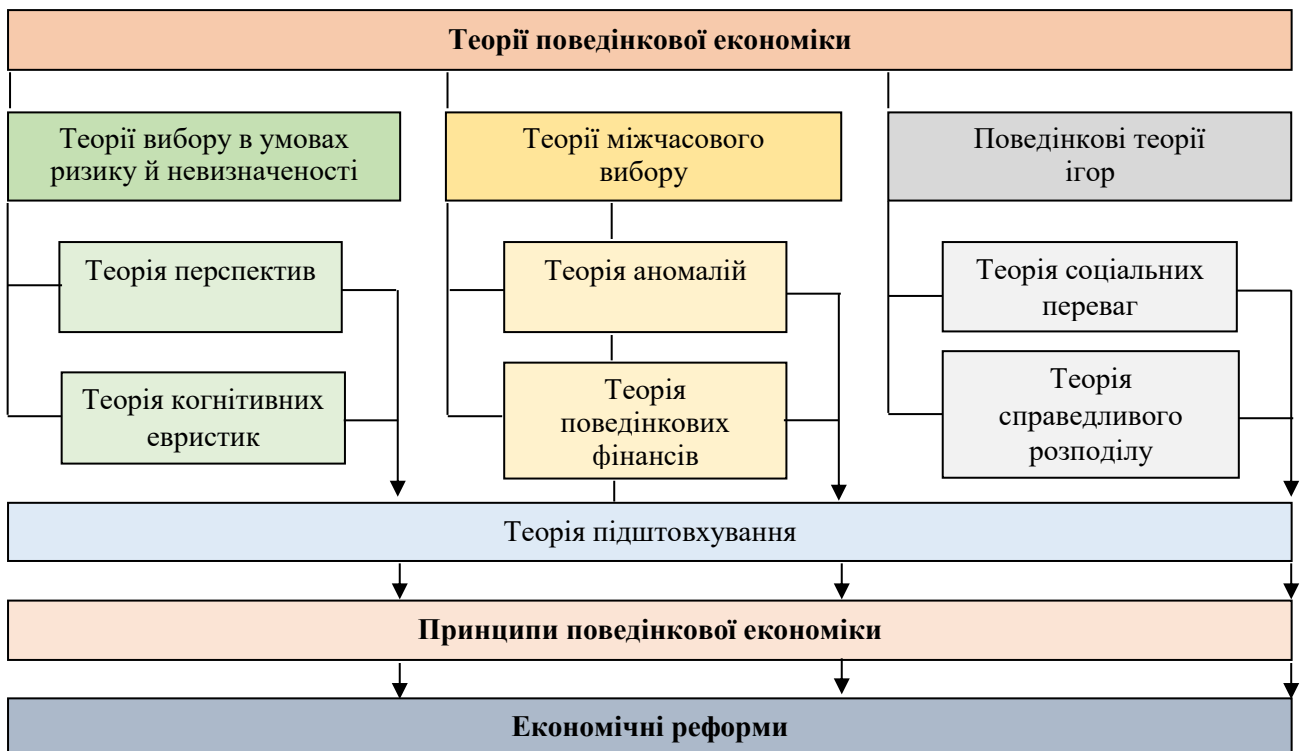 Теорії поведінкової економіки
Теорії вибору в умовах
ризику й невизначеності
Теорії міжчасового
вибору
Поведінкові теорії
ігор
Теорія перспектив
Теорія аномалій
Теорія соціальних
переваг
Теорія когнітивних
евристик
Теорія
поведінкових
фінансів
Теорія
справедливого
розподілу
Теорія підштовхування
Принципи поведінкової економіки
Економічні реформи